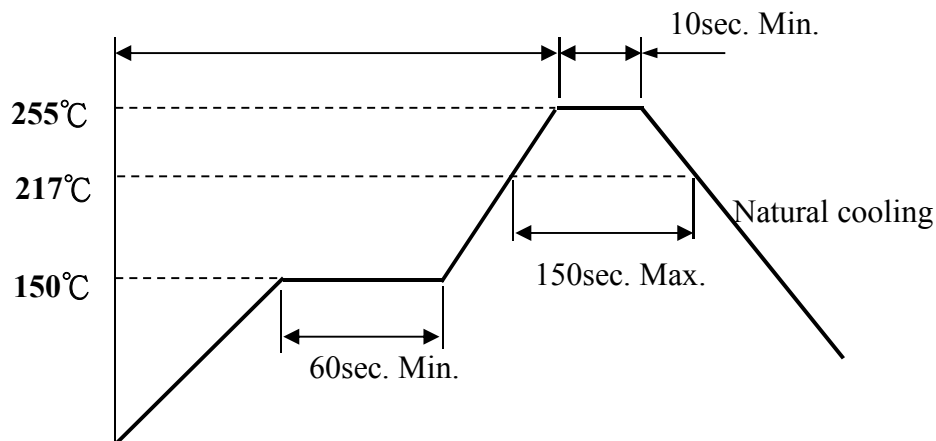 10sec. Min.
255℃
217℃
Natural cooling
150℃
150sec. Max.
60sec. Min.